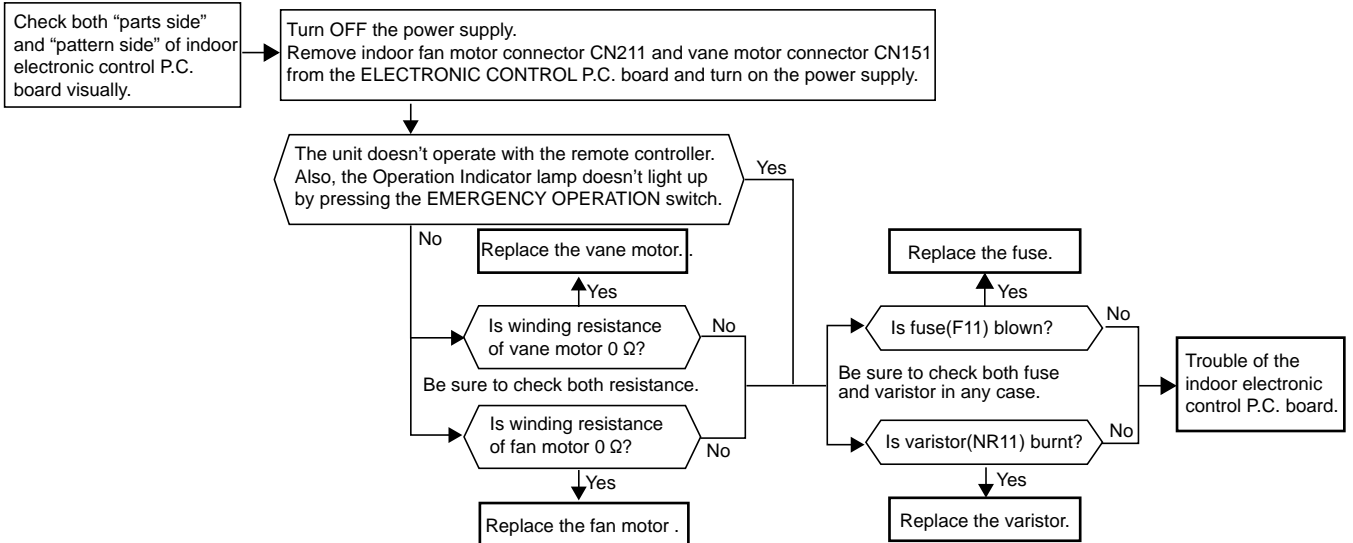 Check both “parts side”
and “pattern side” of indoor
electronic control P.C.
board visually.
Turn OFF the power supply.
Remove indoor fan motor connector CN211 and vane motor connector CN151
from the ELECTRONIC CONTROL P.C. board and turn on the power supply.
The unit doesn’t operate with the remote controller.
Also, the Operation Indicator lamp doesn’t light up
by pressing the EMERGENCY OPERATION switch.
Yes
No
Replace the vane motor. .
Yes
Is winding resistance
of vane motor 0 Ω?
No
Be sure to check both resistance.
Is winding resistance
of fan motor 0 Ω?
No
Yes
Replace the fan motor .
Replace the fuse.
Yes
Is fuse(F11) blown?
No
Be sure to check both fuse
and varistor in any case.
Is varistor(NR11) burnt?
No
Yes
Replace the varistor.
Trouble of the
indoor electronic
control P.C. board.